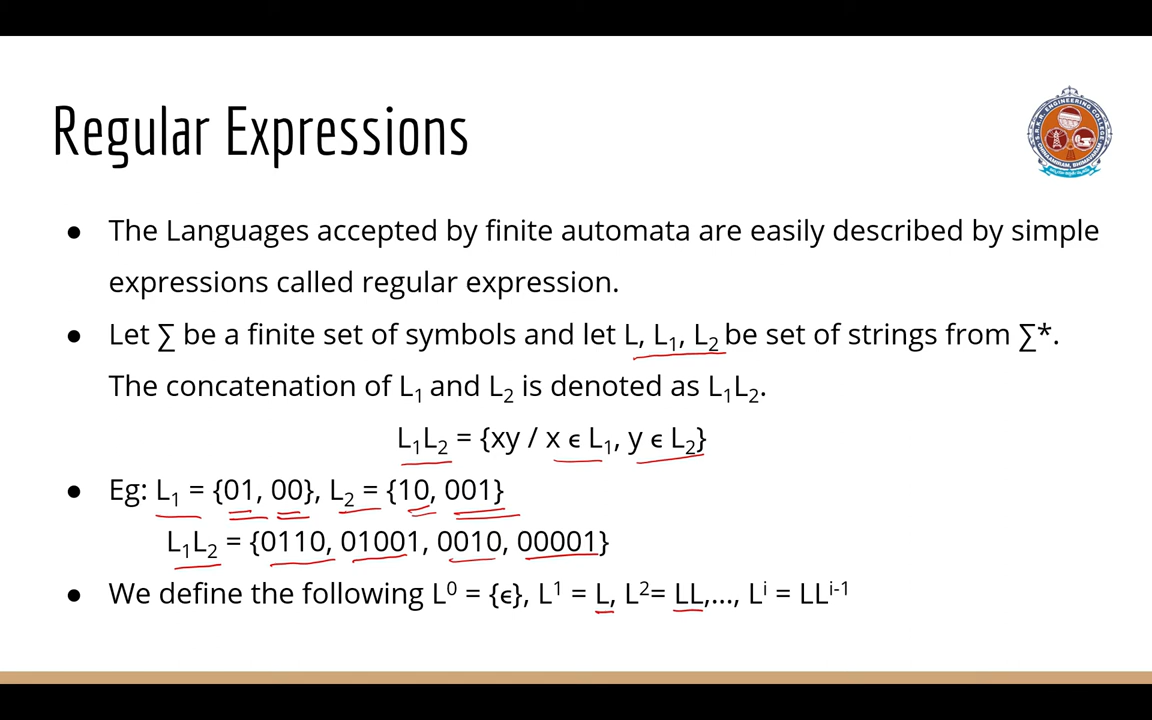 Regular Expressions
● The Languages accepted by finite automata are easily described by simple
expressions called regular expression.
● Let ∑ be a finite set of symbols and let L, L₁, L₂ be set of strings from ∑*.
The concatenation of L₁ and L₂ is denoted as L₁L₂.
L₁L₂ = {xy / x ϵ L₁, y ϵ L₂}
● Eg: L₁ = {01, 00}, L₂ = {10, 001}
L₁L₂ = {0110, 01001, 0010, 00001}
● We define the following L⁰ = {ϵ}, L¹ = L, L²= LL,..., Lⁱ = LLⁱ⁻¹